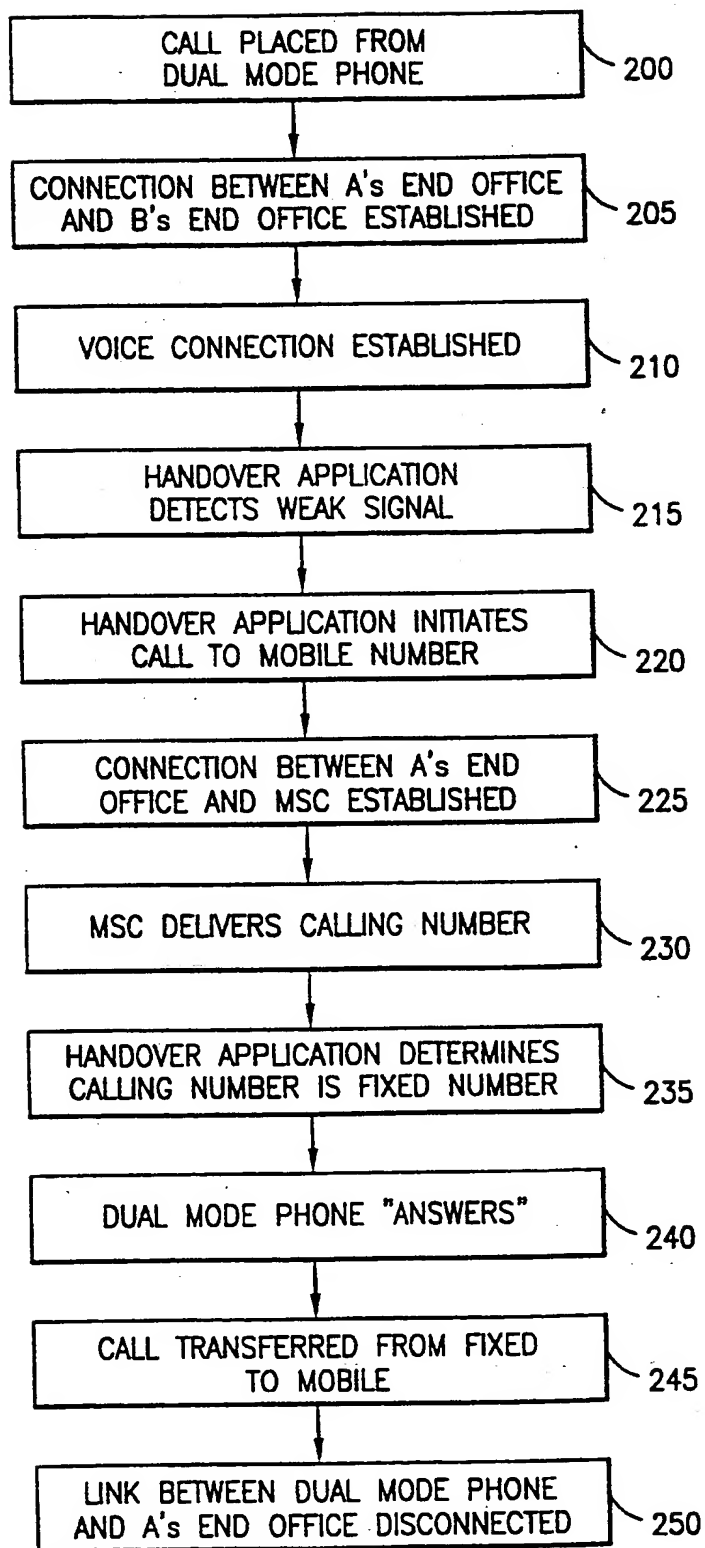 CALL PLACED FROM
DUAL MODE PHONE
200
CONNECTION BETWEEN A's END OFFICE
AND B's END OFFICE ESTABLISHED
205
VOICE CONNECTION ESTABLISHED
210
HANDOVER APPLICATION
DETECTS WEAK SIGNAL
215
HANDOVER APPLICATION INITIATES
CALL TO MOBILE NUMBER
220
CONNECTION BETWEEN A's END
OFFICE AND MSC ESTABLISHED
225
MSC DELIVERS CALLING NUMBER
230
HANDOVER APPLICATION DETERMINES
CALLING NUMBER IS FIXED NUMBER
235
DUAL MODE PHONE "ANSWERS"
240
CALL TRANSFERRED FROM FIXED
TO MOBILE
245
LINK BETWEEN DUAL MODE PHONE
AND A's END OFFICE DISCONNECTED
250